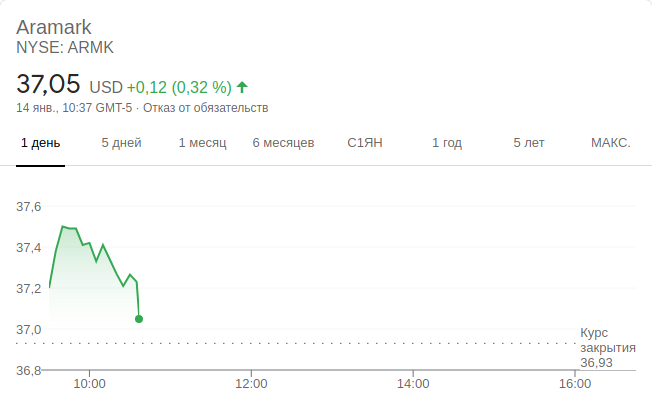 Aramark
NYSE: ARMK
37,05 USD +0,12 (0,32 %)
14 янв., 10:37 GMT-5 · Отказ от обязательств
1 день 5 дней 1 месяц 6 месяцев С1ЯН 1 год 5 лет МАКС.
37,6
37,4
37,2
37,0
Курс
закрытия
36,93
36,8
10:00 12:00 14:00 16:00